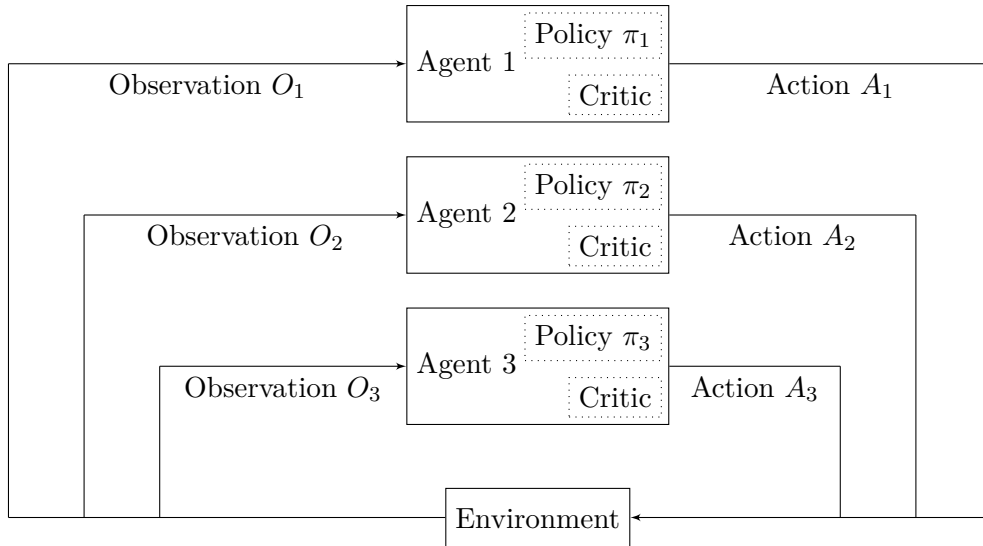 Policy π₁
Agent 1
Critic
Observation O₁
Action A₁
Policy π₂
Agent 2
Critic
Observation O₂
Action A₂
Policy π₃
Agent 3
Critic
Observation O₃
Action A₃
Environment